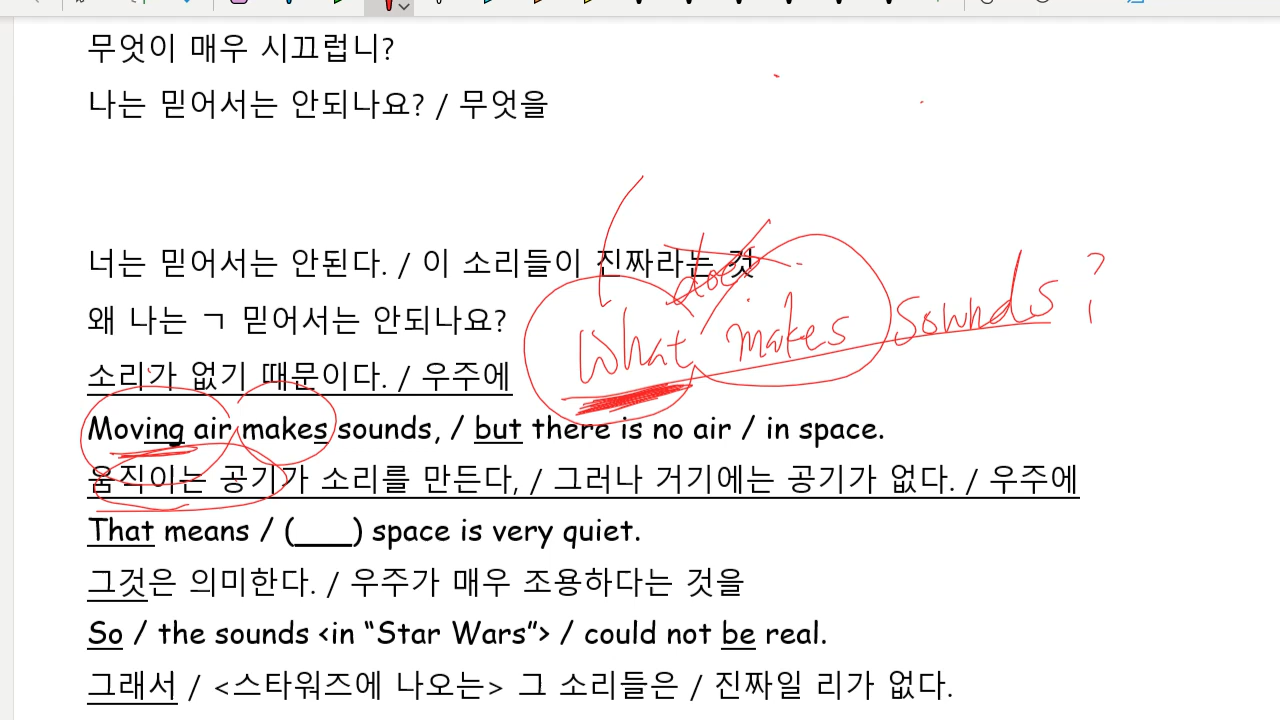 무엇이 매우 시끄럽니?
나는 믿어서는 안되나요? / 무엇을
너는 믿어서는 안된다. / 이 소리들이 진짜라는 것
does
왜 나는 ㄱ 믿어서는 안되나요?
What makes sounds?
소리가 없기 때문이다. / 우주에
Moving air makes sounds, / but there is no air / in space.
움직이는 공기가 소리를 만든다, / 그러나 거기에는 공기가 없다. / 우주에
That means / (___) space is very quiet.
그것은 의미한다. / 우주가 매우 조용하다는 것을
So / the sounds <in “Star Wars”> / could not be real.
그래서 / <스타워즈에 나오는> 그 소리들은 / 진짜일 리가 없다.